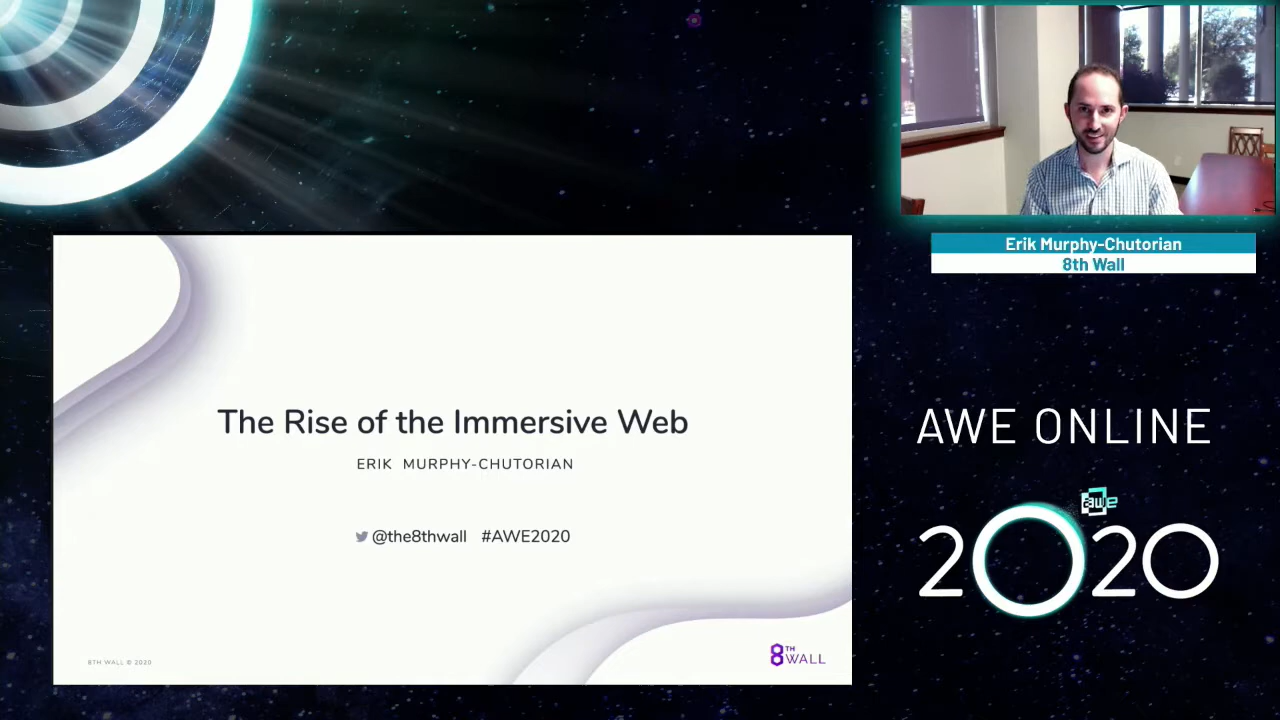 Erik Murphy-Chutorian
8th Wall
The Rise of the Immersive Web
ERIK MURPHY-CHUTORIAN
@the8thwall #AWE2020
8TH WALL © 2020
8TH
WALL
AWE ONLINE
awe
2020